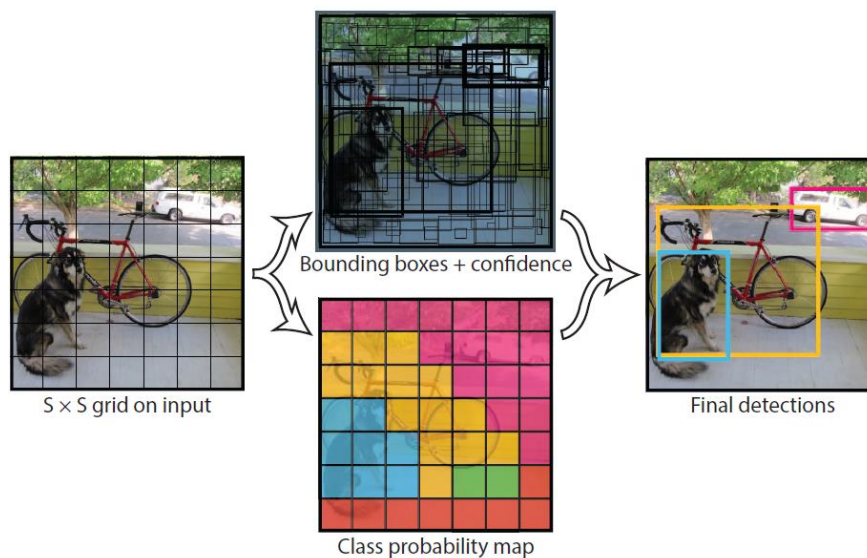 Bounding boxes + confidence
S × S grid on input
Final detections
Class probability map